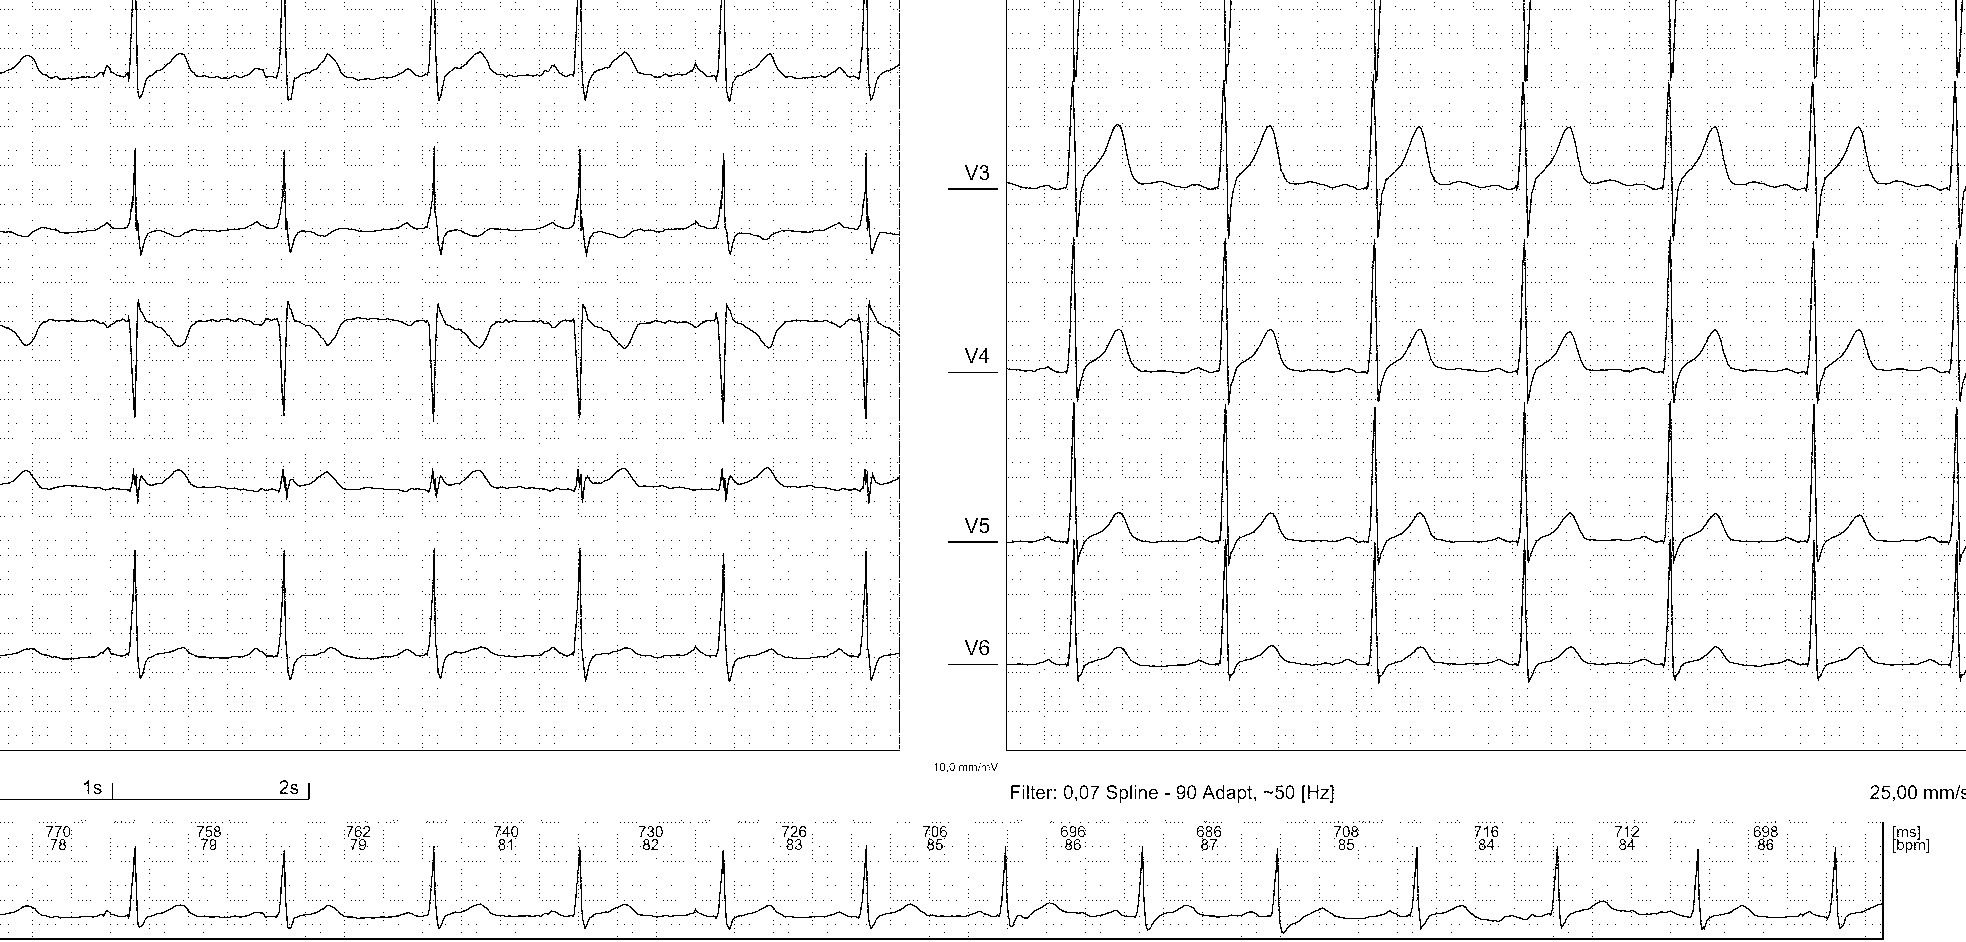 V3
V4
V5
V6
10,0 mm/mV
1s 2s
Filter: 0,07 Spline - 90 Adapt, ~50 [Hz] 25,00 mm/s
770 758 762 740 730 726 706 696 686 708 716 712 698 [ms]
78 79 79 81 82 83 85 86 87 85 84 84 86 [bpm]